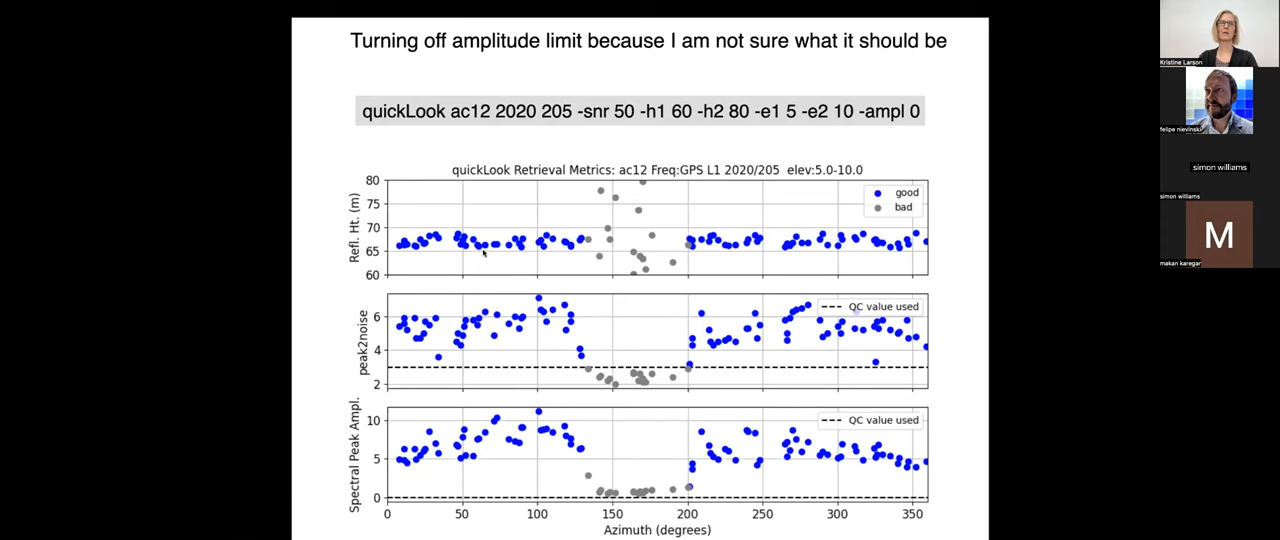 Turning off amplitude limit because I am not sure what it should be
quickLook ac12 2020 205 -snr 50 -h1 60 -h2 80 -e1 5 -e2 10 -ampl 0
quickLook Retrieval Metrics: ac12 Freq:GPS L1 2020/205 elev:5.0-10.0
Refl. Ht. (m)
80
75
70
65
60
good
bad
peak2noise
6
4
2
QC value used
Spectral Peak Ampl.
10
5
0
QC value used
0 50 100 150 200 250 300 350
Azimuth (degrees)
Kristine Larson
felipe nievinski
simon williams
simon williams
M
makan karegar